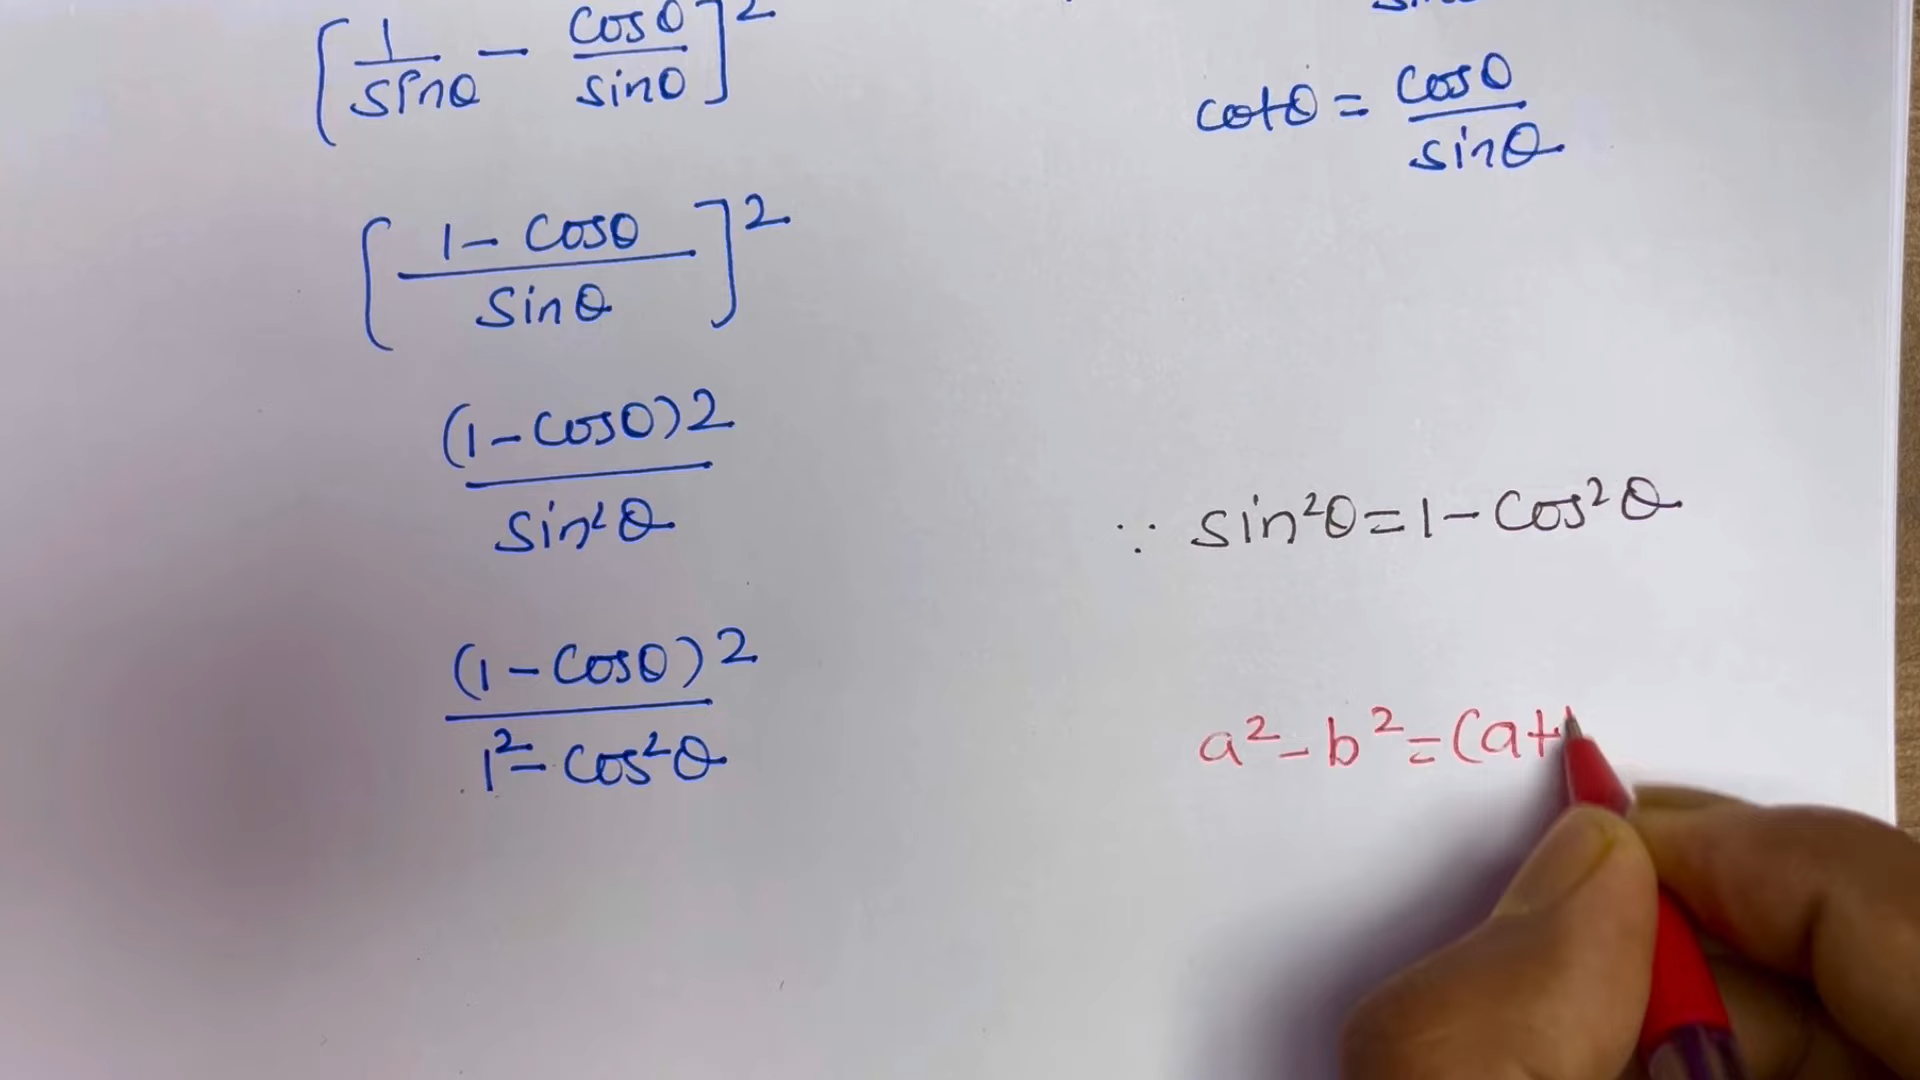 [1/sinθ - cosθ/sinθ]²
cotθ = cosθ/sinθ
[1 - cosθ/sinθ]²
(1 - cosθ)2/sin²θ
∵ sin²θ = 1 - cos²θ
(1 - cosθ)2/1² - cos²θ
a² - b² = (a+